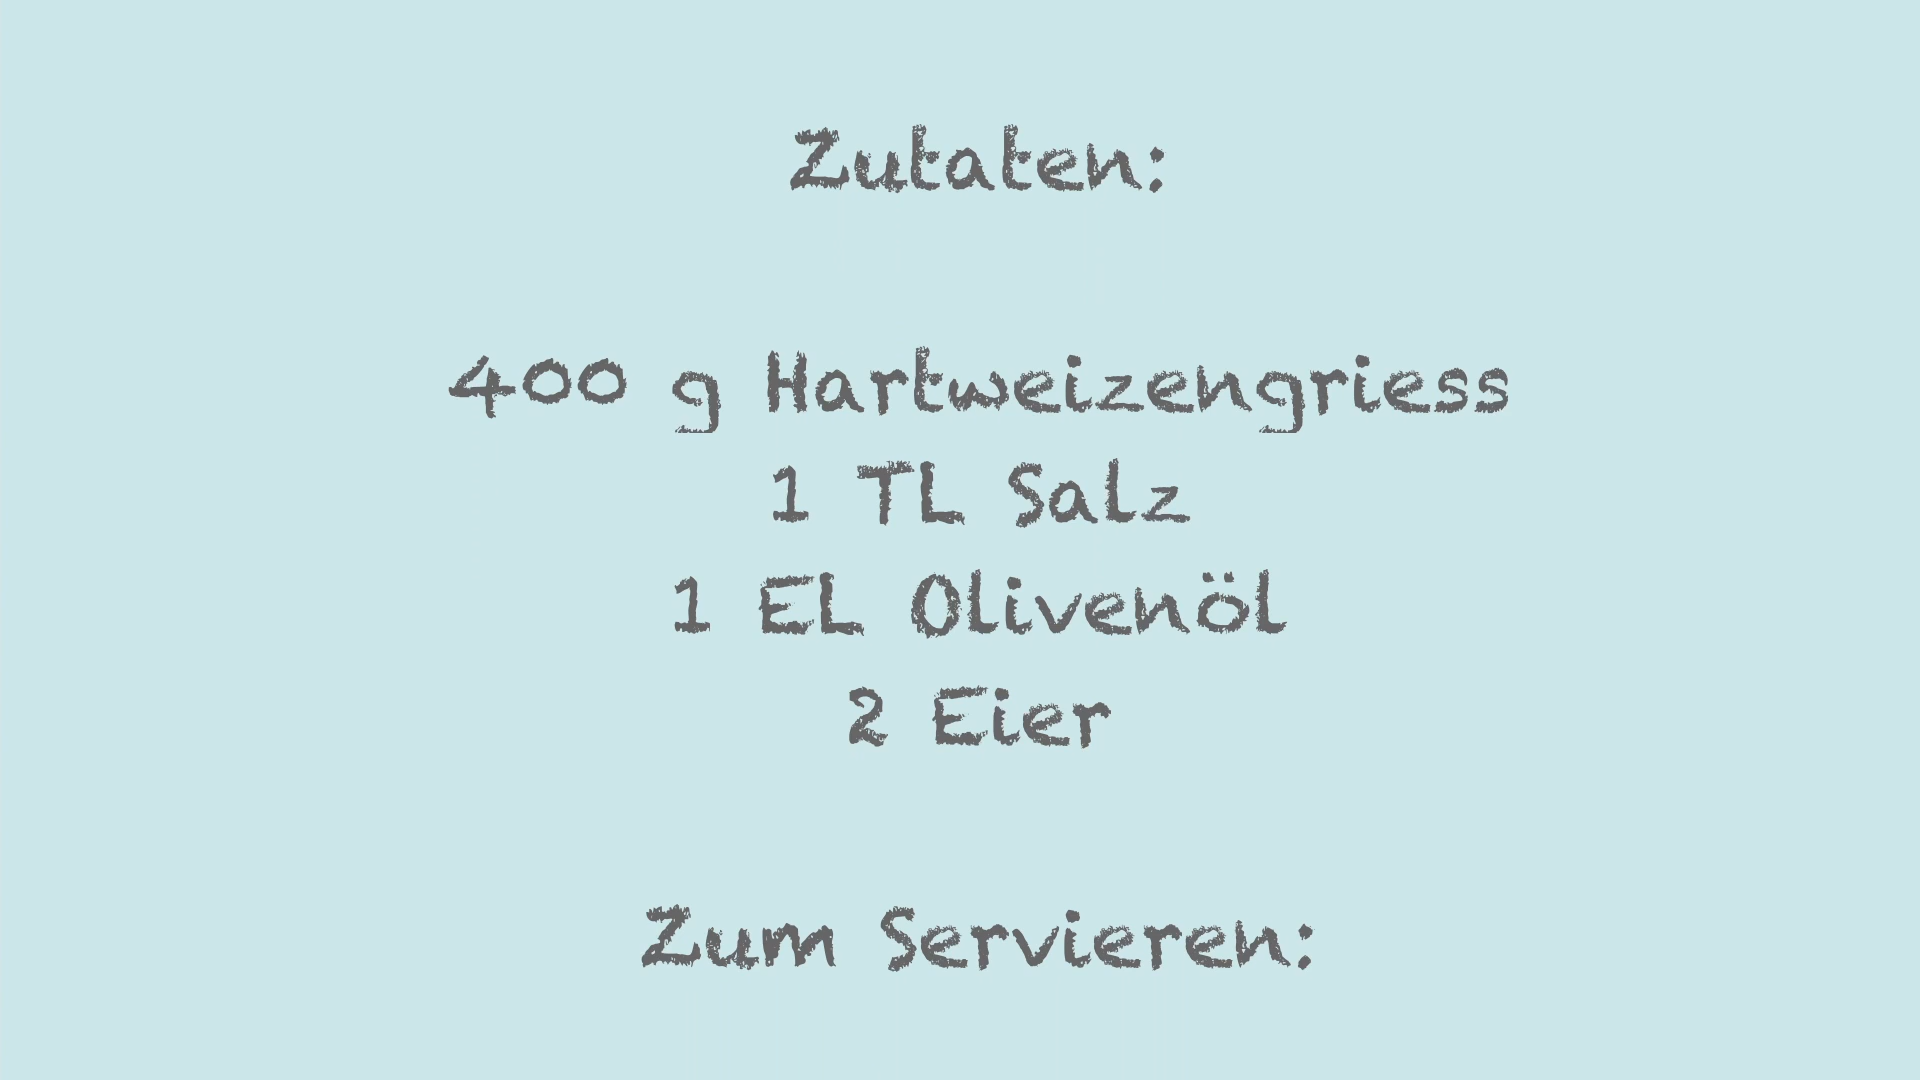 Zutaten:
400 g Hartweizengriess
1 TL Salz
1 EL Olivenöl
2 Eier
Zum Servieren: